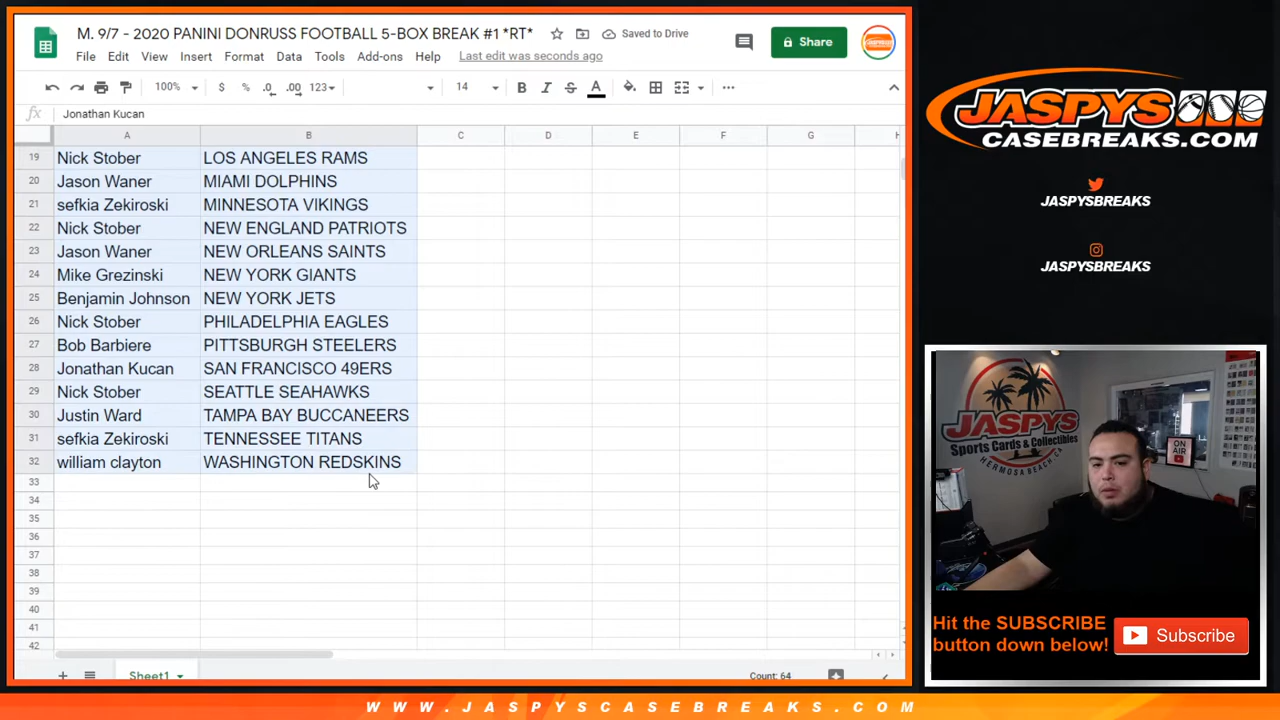 M. 9/7 - 2020 PANINI DONRUSS FOOTBALL 5-BOX BREAK #1 *RT*
Saved to Drive
Share
File Edit View Insert Format Data Tools Add-ons Help Last edit was seconds ago
100% $ % .0 .00 123 14 B I S A
fx Jonathan Kucan
A B C D E F G H
19 Nick Stober LOS ANGELES RAMS
20 Jason Waner MIAMI DOLPHINS
21 sefkia Zekiroski MINNESOTA VIKINGS
22 Nick Stober NEW ENGLAND PATRIOTS
23 Jason Waner NEW ORLEANS SAINTS
24 Mike Grezinski NEW YORK GIANTS
25 Benjamin Johnson NEW YORK JETS
26 Nick Stober PHILADELPHIA EAGLES
27 Bob Barbiere PITTSBURGH STEELERS
28 Jonathan Kucan SAN FRANCISCO 49ERS
29 Nick Stober SEATTLE SEAHAWKS
30 Justin Ward TAMPA BAY BUCCANEERS
31 sefkia Zekiroski TENNESSEE TITANS
32 william clayton WASHINGTON REDSKINS
33
34
35
36
37
38
39
40
41
42
Sheet1
Count: 64
JASPYS
CASEBREAKS.COM
JASPYSBREAKS
JASPYSBREAKS
JASPYS
Sports Cards & Collectibles
HERMOSA BEACH CA
ON AIR
Hit the SUBSCRIBE
button down below!
Subscribe
WWW.JASPYSCASEBREAKS.COM